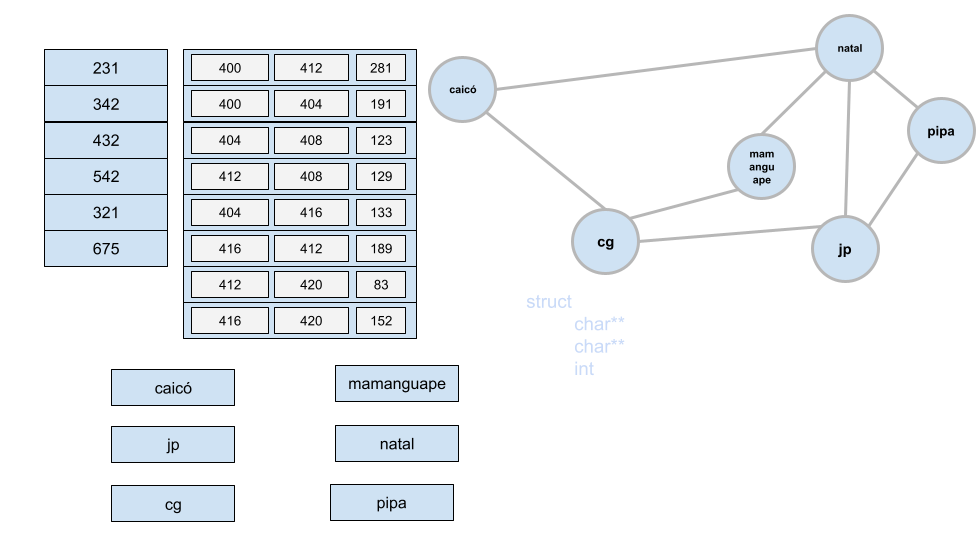 231
342
432
542
321
675
400 412 281
400 404 191
404 408 123
412 408 129
404 416 133
416 412 189
412 420 83
416 420 152
caicó
natal
pipa
mam
angu
ape
cg
jp
struct
char**
char**
int
caicó
mamanguape
jp
natal
cg
pipa